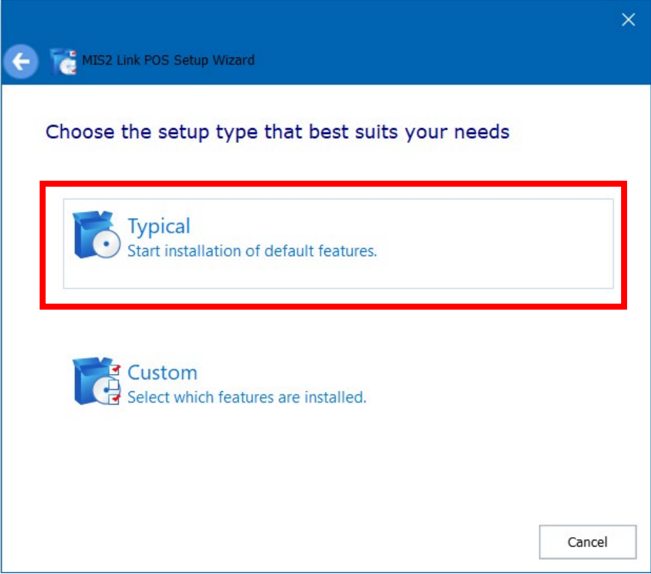 MIS2 Link POS Setup Wizard
Choose the setup type that best suits your needs
Typical
Start installation of default features.
Custom
Select which features are installed.
Cancel